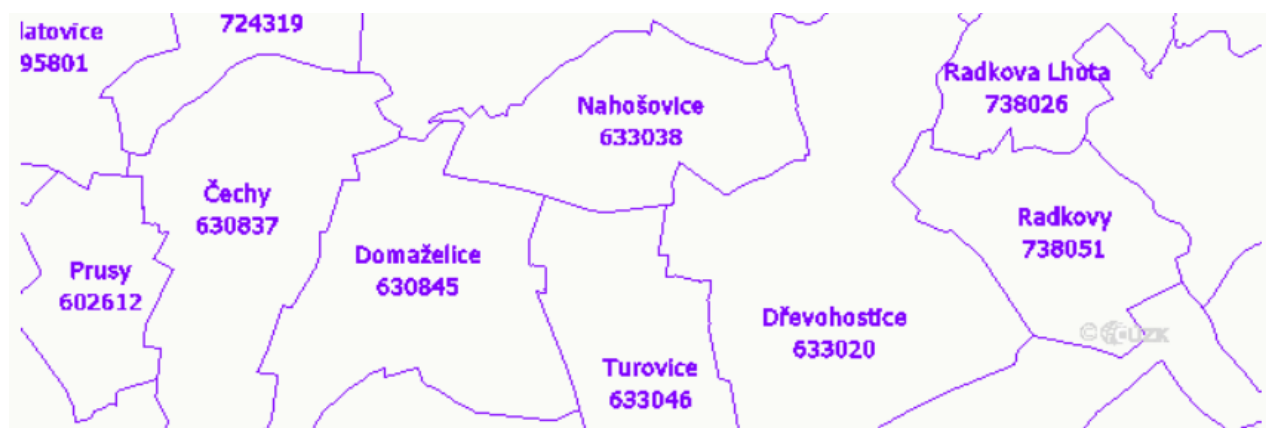 latovice
95801
724319
Nahošovice
633038
Radkova Lhota
738026
Čechy
630837
Radkovy
738051
Domaželice
630845
Prusy
602612
Dřevohostice
633020
Turovice
633046
© ČÚZK